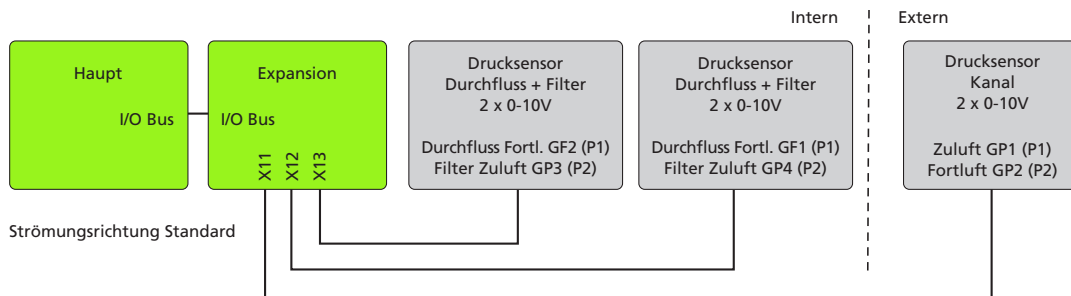 Intern
Extern
Haupt
I/O Bus
Expansion
I/O Bus
X11
X12
X13
Drucksensor
Durchfluss + Filter
2 x 0-10V
Durchfluss Fortl. GF2 (P1)
Filter Zuluft GP3 (P2)
Drucksensor
Durchfluss + Filter
2 x 0-10V
Durchfluss Fortl. GF1 (P1)
Filter Zuluft GP4 (P2)
Drucksensor
Kanal
2 x 0-10V
Zuluft GP1 (P1)
Fortluft GP2 (P2)
Strömungsrichtung Standard